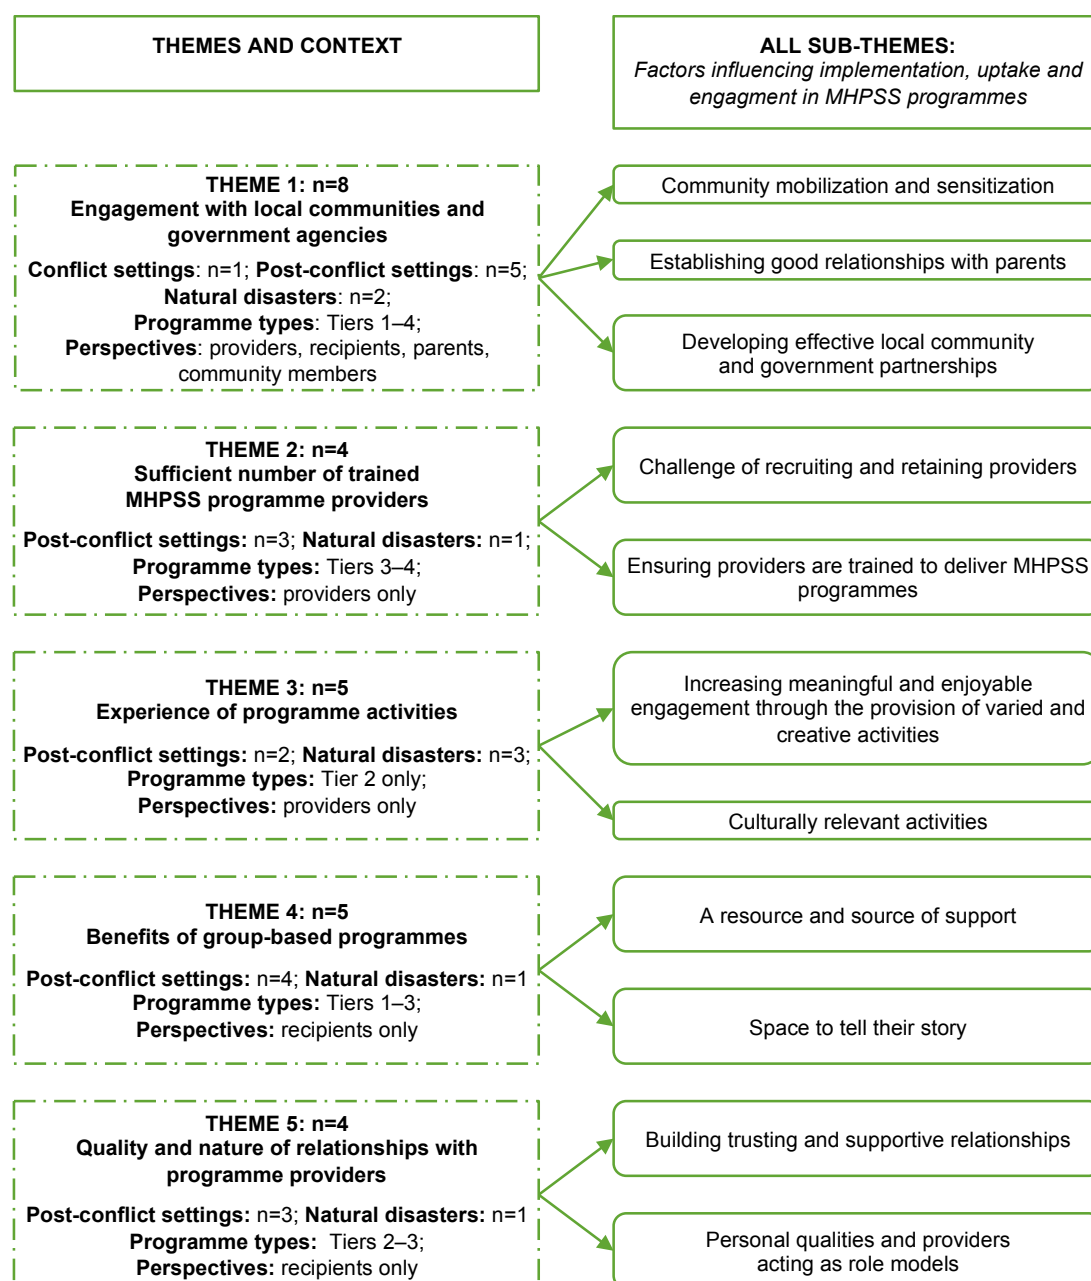 THEMES AND CONTEXT
ALL SUB-THEMES:
Factors influencing implementation, uptake and
engagment in MHPSS programmes
THEME 1: n=8
Engagement with local communities and
government agencies
Conflict settings: n=1; Post-conflict settings: n=5;
Natural disasters: n=2;
Programme types: Tiers 1–4;
Perspectives: providers, recipients, parents,
community members
Community mobilization and sensitization
Establishing good relationships with parents
Developing effective local community
and government partnerships
THEME 2: n=4
Sufficient number of trained
MHPSS programme providers
Post-conflict settings: n=3; Natural disasters: n=1;
Programme types: Tiers 3–4;
Perspectives: providers only
Challenge of recruiting and retaining providers
Ensuring providers are trained to deliver MHPSS
programmes
THEME 3: n=5
Experience of programme activities
Post-conflict settings: n=2; Natural disasters: n=3;
Programme types: Tier 2 only;
Perspectives: providers only
Increasing meaningful and enjoyable
engagement through the provision of varied and
creative activities
Culturally relevant activities
THEME 4: n=5
Benefits of group-based programmes
Post-conflict settings: n=4; Natural disasters: n=1
Programme types: Tiers 1–3;
Perspectives: recipients only
A resource and source of support
Space to tell their story
THEME 5: n=4
Quality and nature of relationships with
programme providers
Post-conflict settings: n=3; Natural disasters: n=1
Programme types: Tiers 2–3;
Perspectives: recipients only
Building trusting and supportive relationships
Personal qualities and providers
acting as role models